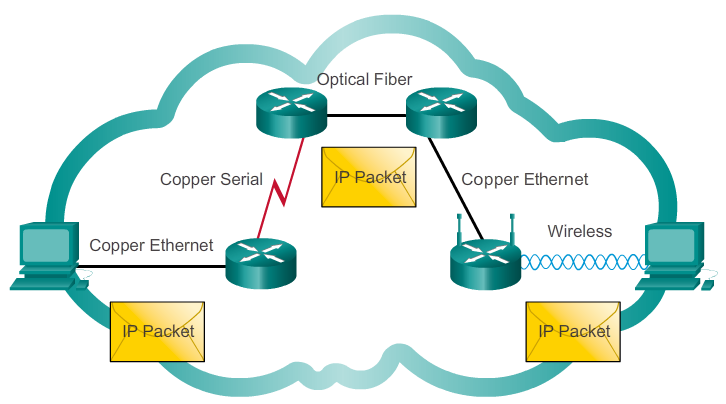 Optical Fiber
IP Packet
Copper Serial
Copper Ethernet
Copper Ethernet
Wireless
IP Packet
IP Packet